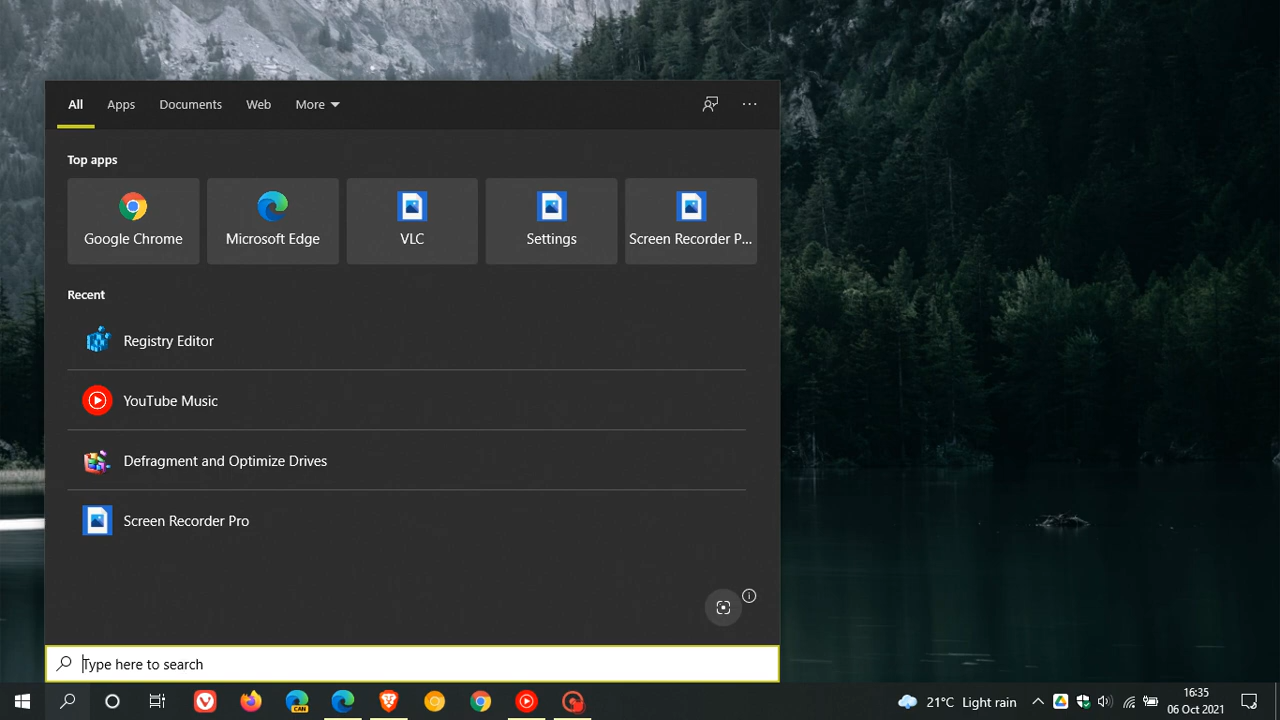 All Apps Documents Web More
Top apps
Google Chrome Microsoft Edge VLC Settings Screen Recorder P...
Recent
Registry Editor
YouTube Music
Defragment and Optimize Drives
Screen Recorder Pro
Type here to search
CAN
21°C Light rain
16:35
06 Oct 2021